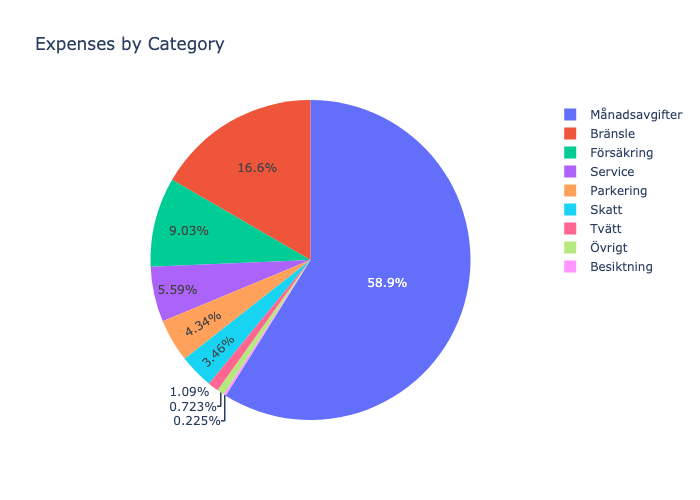 Expenses by Category
58.9%
16.6%
9.03%
5.59%
4.34%
3.46%
1.09%
0.723%
0.225%
Månadsavgifter
Bränsle
Försäkring
Service
Parkering
Skatt
Tvätt
Övrigt
Besiktning